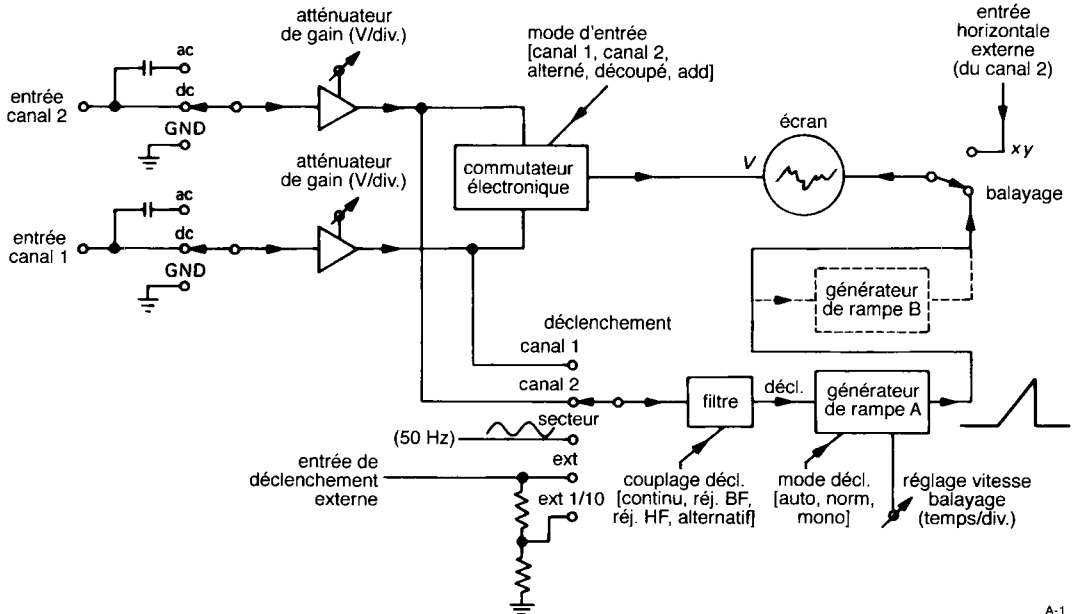 atténuateur
de gain (V/div.)
ac
dc
GND
entrée
canal 2
mode d'entrée
[canal 1, canal 2,
alterné, découpé, add]
entrée
horizontale
externe
(du canal 2)
écran
xy
V
balayage
commutateur
électronique
atténuateur
de gain (V/div.)
ac
dc
GND
entrée
canal 1
générateur
de rampe B
déclenchement
canal 1
canal 2
secteur
(50 Hz)
ext
ext 1/10
entrée de
déclenchement
externe
filtre
décl.
générateur
de rampe A
couplage décl.
[continu, réj. BF,
réj. HF, alternatif]
mode décl.
[auto, norm,
mono]
réglage vitesse
balayage
(temps/div.)
A-1